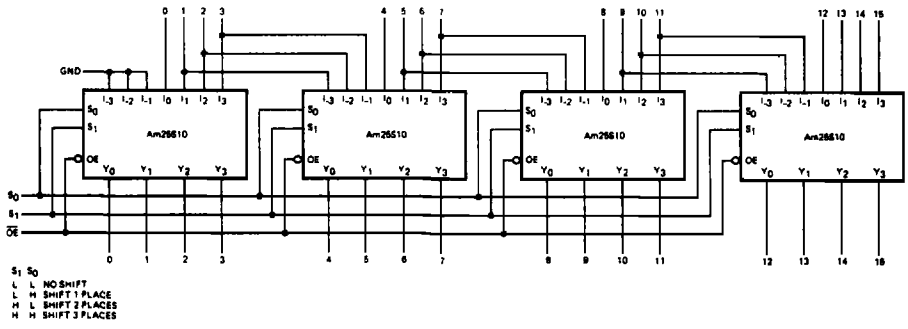 0 1 2 3 4 5 6 7 8 9 10 11 12 13 14 15
GND
I-3 I-2 I-1 I0 I1 I2 I3
I-3 I-2 I-1 I0 I1 I2 I3
I-3 I-2 I-1 I0 I1 I2 I3
I-3 I-2 I-1 I0 I1 I2 I3
S0 S0 S0 S0
Am25S10 Am25S10 Am25S10 Am25S10
S1 S1 S1 S1
OE OE OE OE
Y0 Y1 Y2 Y3
Y0 Y1 Y2 Y3
Y0 Y1 Y2 Y3
Y0 Y1 Y2 Y3
S0
S1
OE
0 1 2 3 4 5 6 7 8 9 10 11 12 13 14 15
S1 S0
L L NO SHIFT
L H SHIFT 1 PLACE
H L SHIFT 2 PLACES
H H SHIFT 3 PLACES